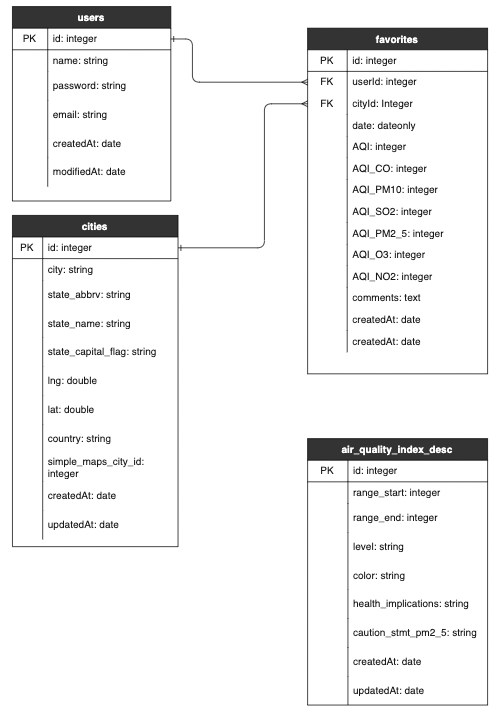 users
PK id: integer
name: string
password: string
email: string
createdAt: date
modifiedAt: date
cities
PK id: integer
city: string
state_abbrv: string
state_name: string
state_capital_flag: string
lng: double
lat: double
country: string
simple_maps_city_id:
integer
createdAt: date
updatedAt: date
favorites
PK id: integer
FK userId: integer
FK cityId: Integer
date: dateonly
AQI: integer
AQI_CO: integer
AQI_PM10: integer
AQI_SO2: integer
AQI_PM2_5: integer
AQI_O3: integer
AQI_NO2: integer
comments: text
createdAt: date
createdAt: date
air_quality_index_desc
PK id: integer
range_start: integer
range_end: integer
level: string
color: string
health_implications: string
caution_stmt_pm2_5: string
createdAt: date
updatedAt: date